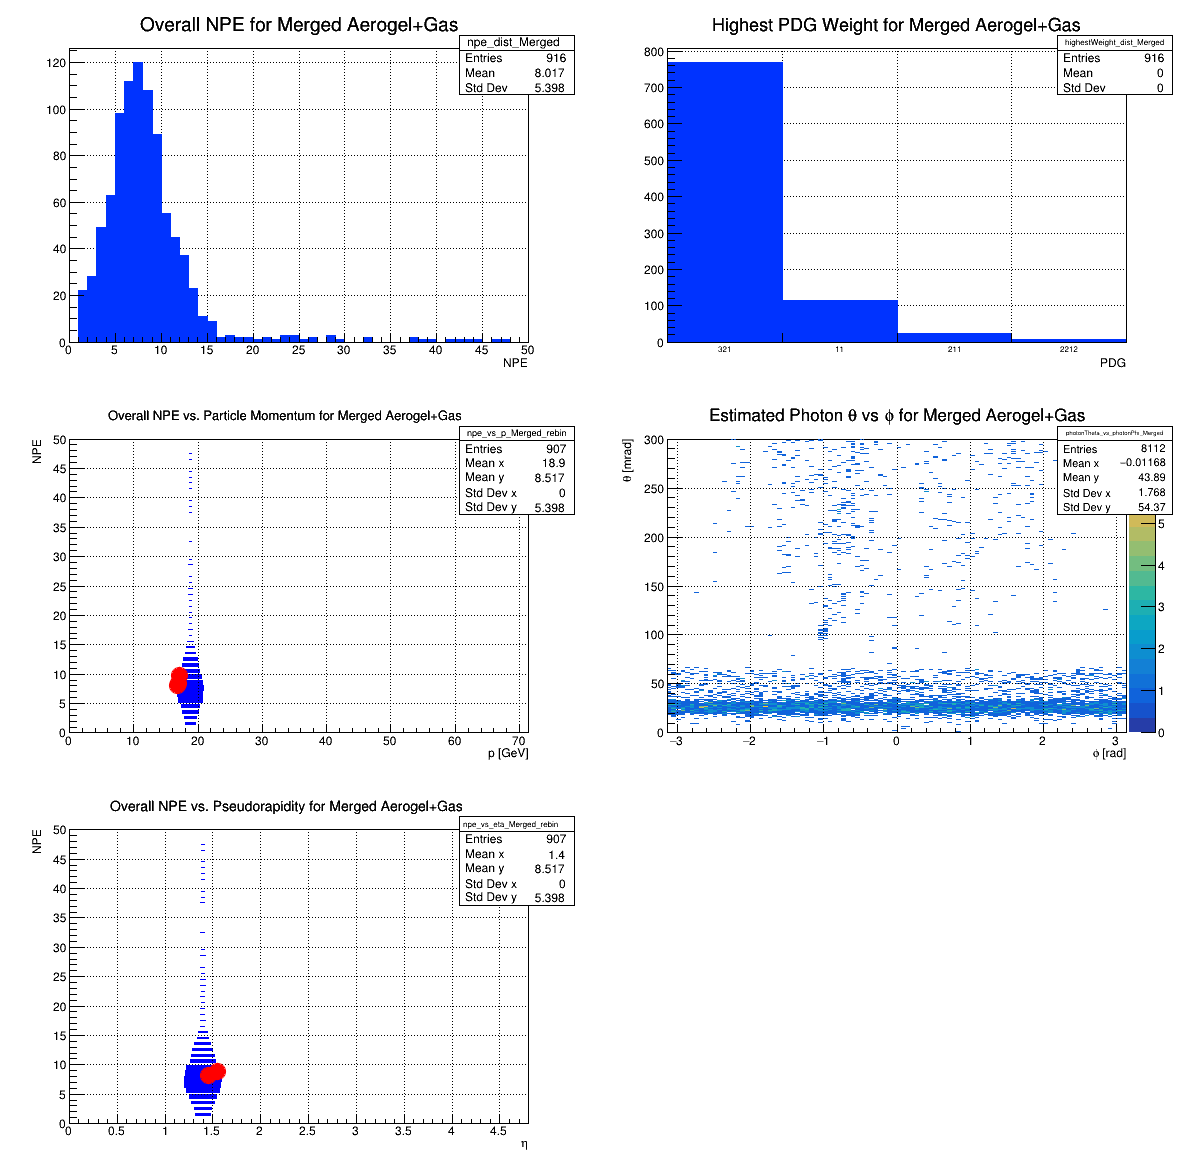 Overall NPE for Merged Aerogel+Gas
npe_dist_Merged
Entries 916
Mean 8.017
Std Dev 5.398
120
100
80
60
40
20
0
0 5 10 15 20 25 30 35 40 45 50
NPE
Highest PDG Weight for Merged Aerogel+Gas
highestWeight_dist_Merged
Entries 916
Mean 0
Std Dev 0
800
700
600
500
400
300
200
100
0
321 11 211 2212
PDG
Overall NPE vs. Particle Momentum for Merged Aerogel+Gas
npe_vs_p_Merged_rebin
Entries 907
Mean x 18.9
Mean y 8.517
Std Dev x 0
Std Dev y 5.398
NPE
50
45
40
35
30
25
20
15
10
5
0
0 10 20 30 40 50 60 70
p [GeV]
Estimated Photon θ vs ϕ for Merged Aerogel+Gas
photonTheta_vs_photonPhi_Merged
Entries 8112
Mean x −0.01168
Mean y 43.89
Std Dev x 1.768
Std Dev y 54.37
θ [mrad]
300
250
200
150
100
50
0
−3 −2 −1 0 1 2 3
ϕ [rad]
5
4
3
2
1
0
Overall NPE vs. Pseudorapidity for Merged Aerogel+Gas
npe_vs_eta_Merged_rebin
Entries 907
Mean x 1.4
Mean y 8.517
Std Dev x 0
Std Dev y 5.398
NPE
50
45
40
35
30
25
20
15
10
5
0
0 0.5 1 1.5 2 2.5 3 3.5 4 4.5
η